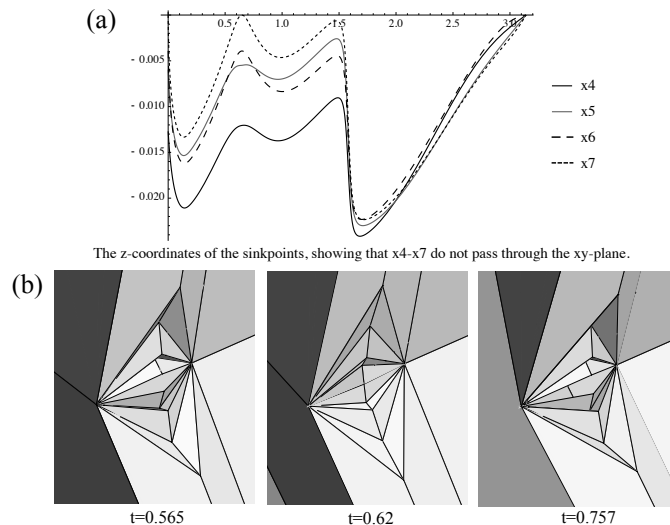 (a)
0.5 1.0 1.5 2.0 2.5 3.0
- 0.005
- 0.010
- 0.015
- 0.020
x4
x5
x6
x7
The z-coordinates of the sinkpoints, showing that x4-x7 do not pass through the xy-plane.
(b)
t=0.565 t=0.62 t=0.757